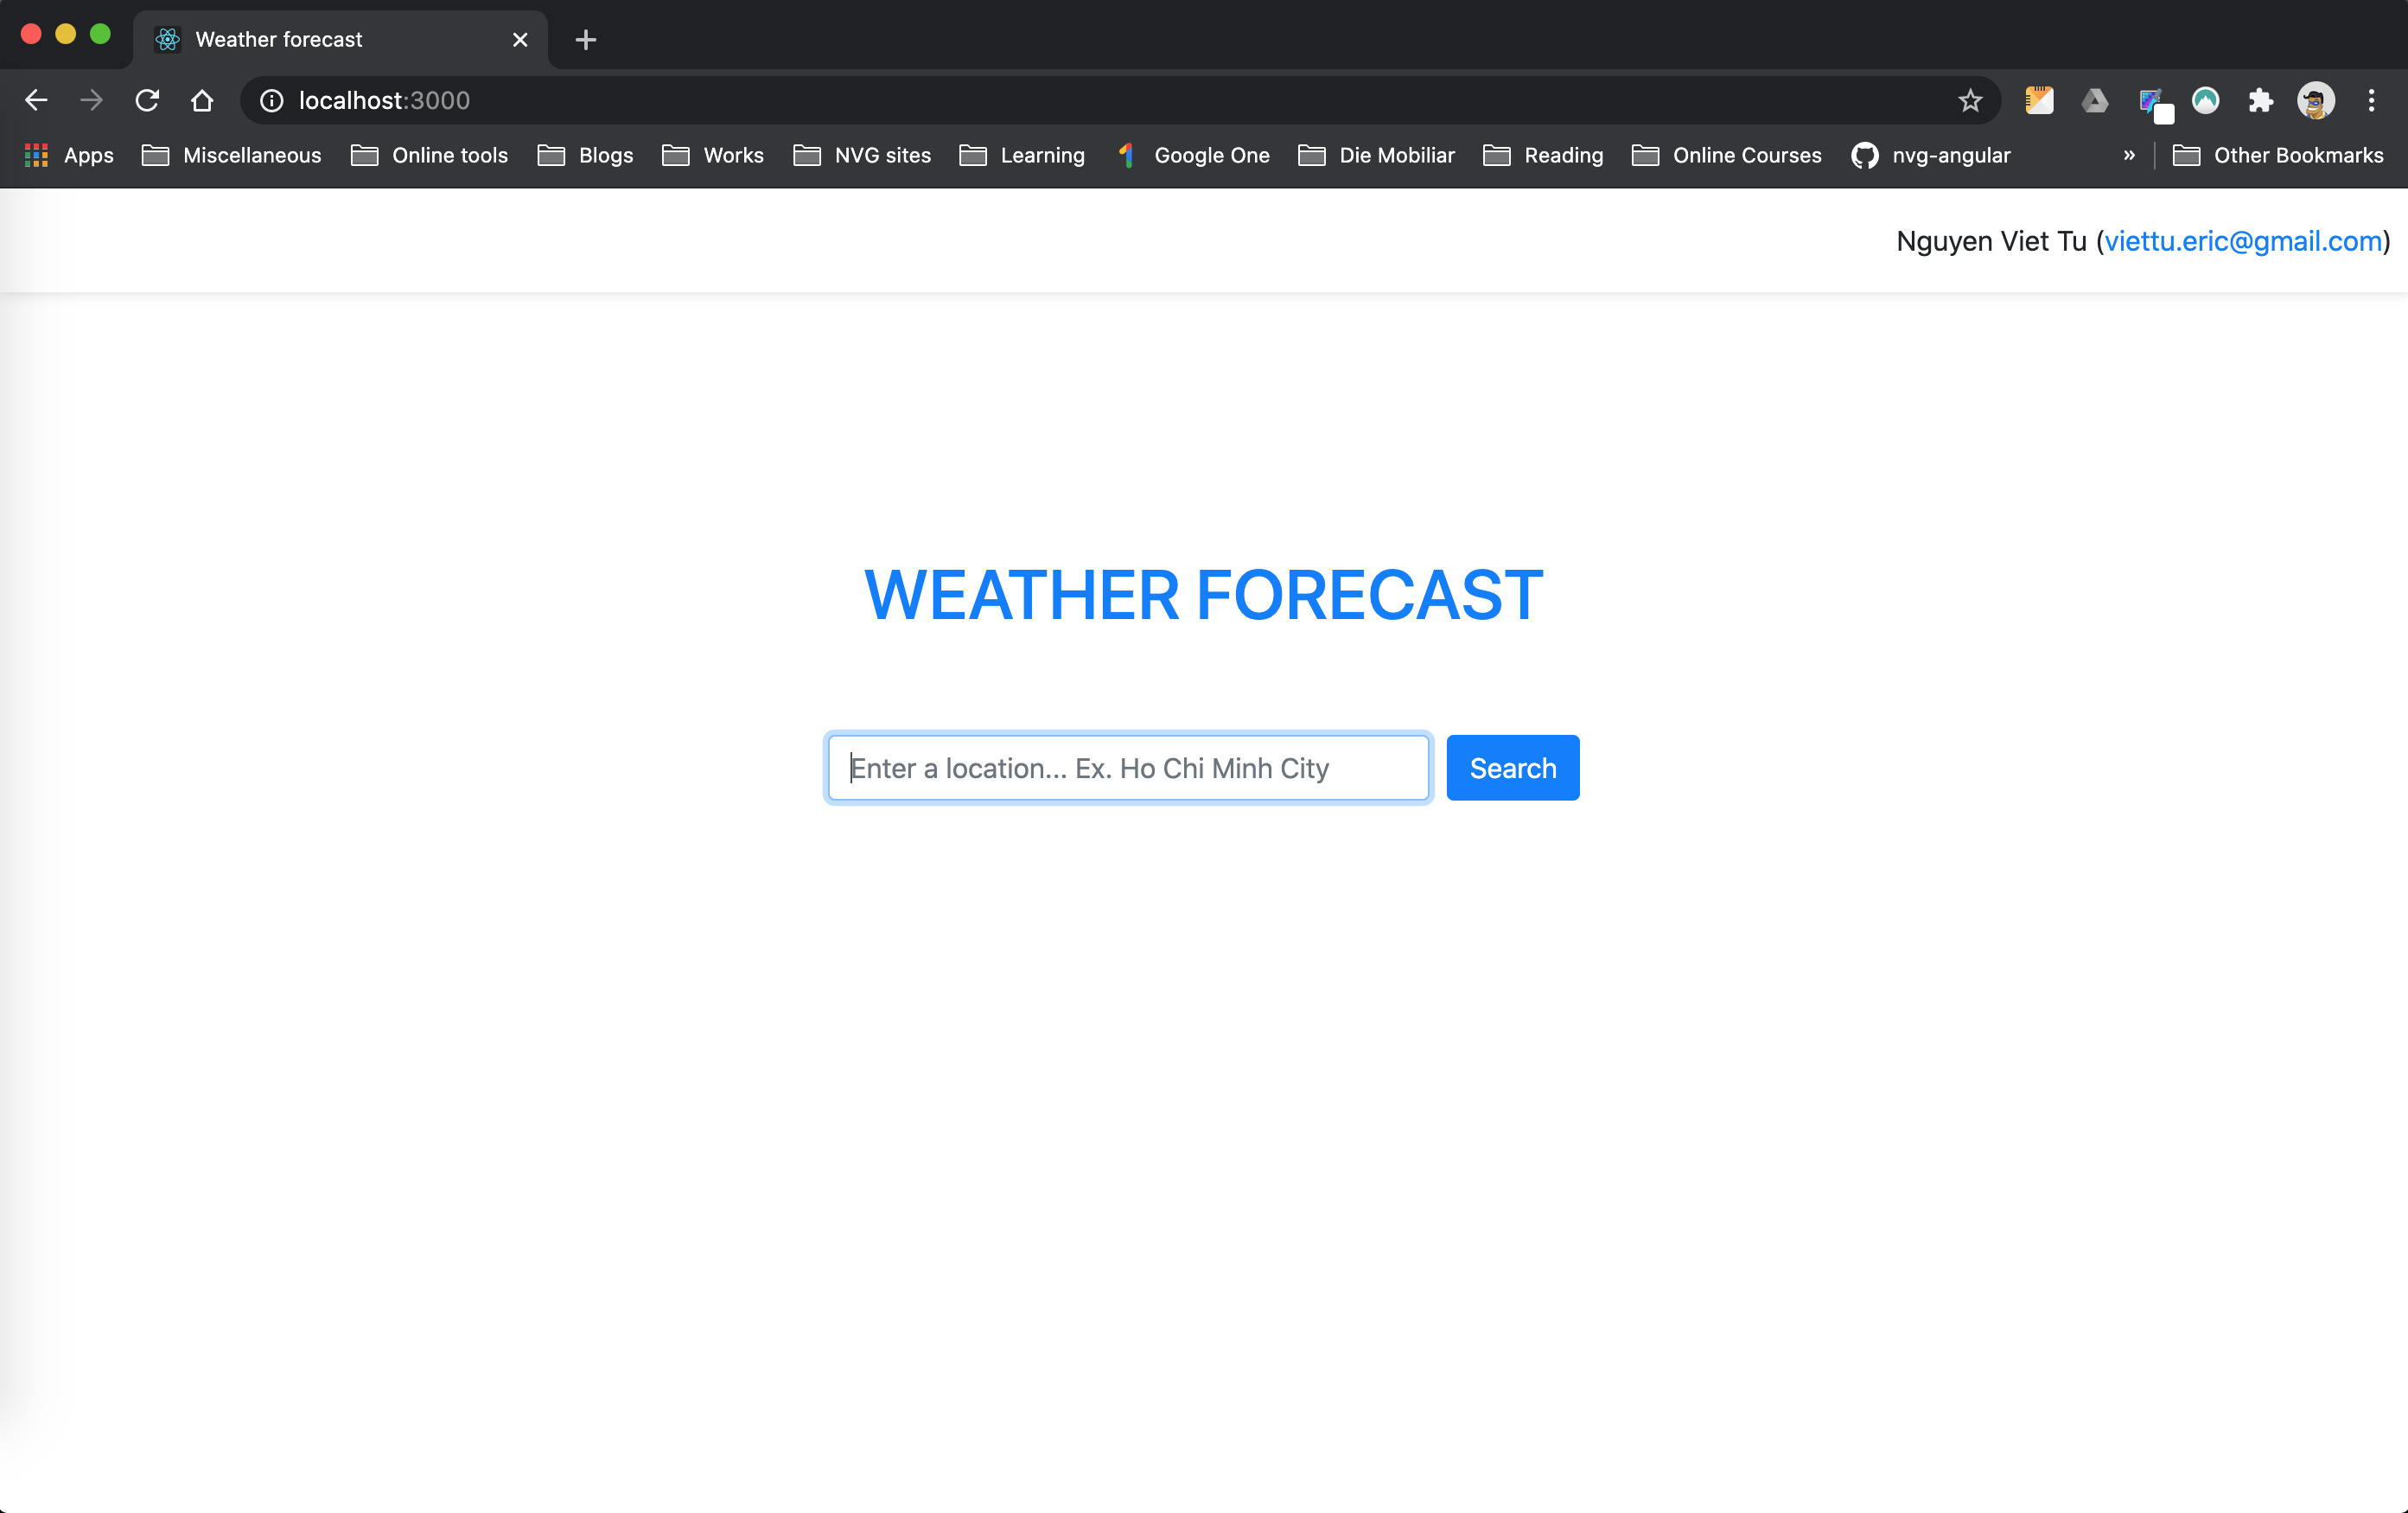 Weather forecast
localhost:3000
Apps Miscellaneous Online tools Blogs Works NVG sites Learning Google One Die Mobiliar Reading Online Courses nvg-angular » Other Bookmarks
Nguyen Viet Tu (viettu.eric@gmail.com)
WEATHER FORECAST
Enter a location... Ex. Ho Chi Minh City Search